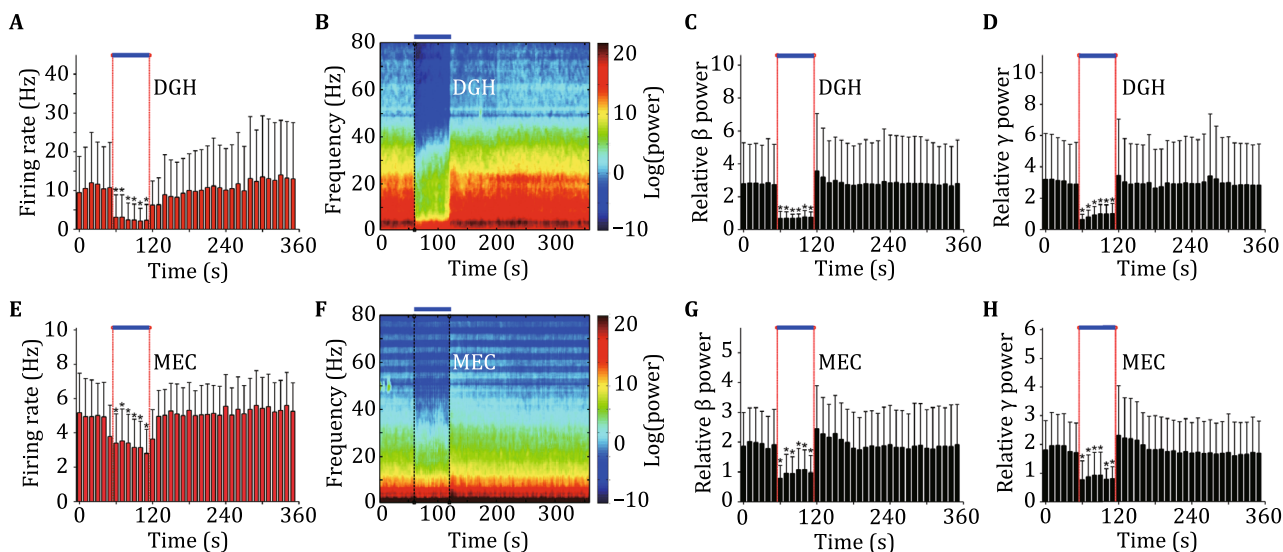 A
Firing rate (Hz)
40
30
20
10
0
DGH
**
*
*
*
*
0 120 240 360
Time (s)
B
Frequency (Hz)
80
60
40
20
0
DGH
0 100 200 300
Time (s)
20
10
0
−10
Log(power)
C
Relative β power
10
8
6
4
2
0
DGH
******
0 120 240 360
Time (s)
D
Relative γ power
10
8
6
4
2
0
DGH
******
0 120 240 360
Time (s)
E
Firing rate (Hz)
10
8
6
4
2
0
MEC
******
0 120 240 360
Time (s)
F
Frequency (Hz)
80
60
40
20
0
MEC
0 100 200 300
Time (s)
20
10
0
−10
Log(power)
G
Relative β power
5
4
3
2
1
0
MEC
******
0 120 240 360
Time (s)
H
Relative γ power
6
5
4
3
2
1
0
MEC
******
0 120 240 360
Time (s)